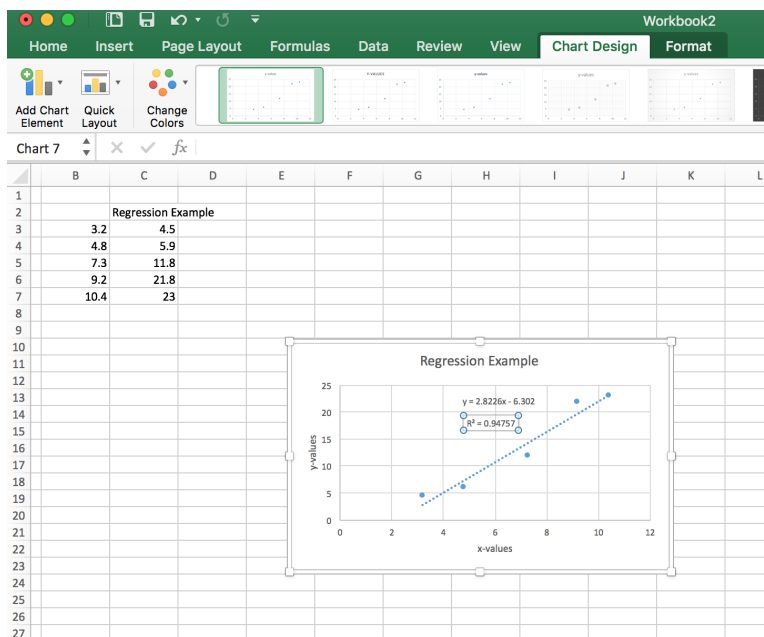 Workbook2
Home Insert Page Layout Formulas Data Review View Chart Design Format
Add Chart Element
Quick Layout
Change Colors
Chart 7
fx
B C D E F G H I J K L
1
2 Regression Example
3 3.2 4.5
4 4.8 5.9
5 7.3 11.8
6 9.2 21.8
7 10.4 23
8
9
10
11
12
13
14
15
16
17
18
19
20
21
22
23
24
25
26
27
Regression Example
y = 2.8226x - 6.302
R² = 0.94757
y-values
25
20
15
10
5
0
0 2 4 6 8 10 12
x-values